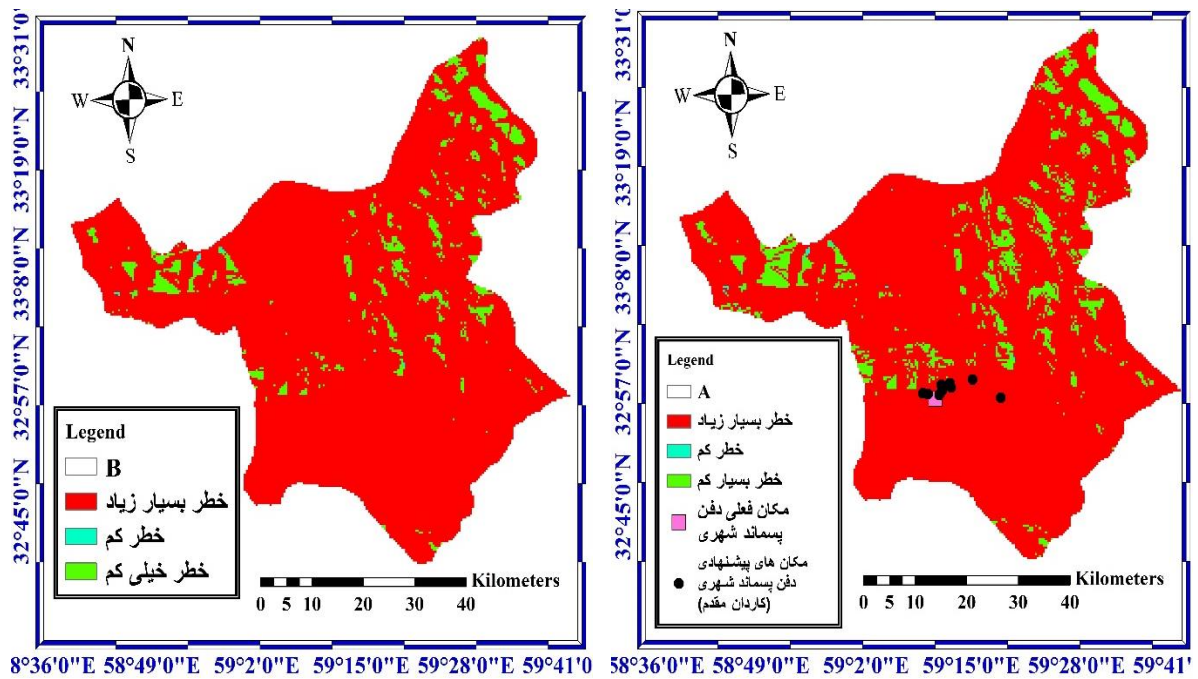 N
W E
S
33°31'0"
33°19'0"N
33°8'0"N
32°57'0"N
32°45'0"N
Legend
B
خطر بسیار زیاد
خطر کم
خطر خیلی کم
Kilometers
0 5 10 20 30 40
8°36'0"E 58°49'0"E 59°2'0"E 59°15'0"E 59°28'0"E 59°41'0
N
W E
S
33°31'0"
33°19'0"N
33°8'0"N
32°57'0"N
32°45'0"N
Legend
A
خطر بسیار زیاد
خطر کم
خطر بسیار کم
مکان فعلی دفن
پسماند شهری
مکان های پیشنهادی
دفن پسماند شهری
(کاردان مقدم)
Kilometers
0 5 10 20 30 40
58°36'0"E 58°49'0"E 59°2'0"E 59°15'0"E 59°28'0"E 59°41'0